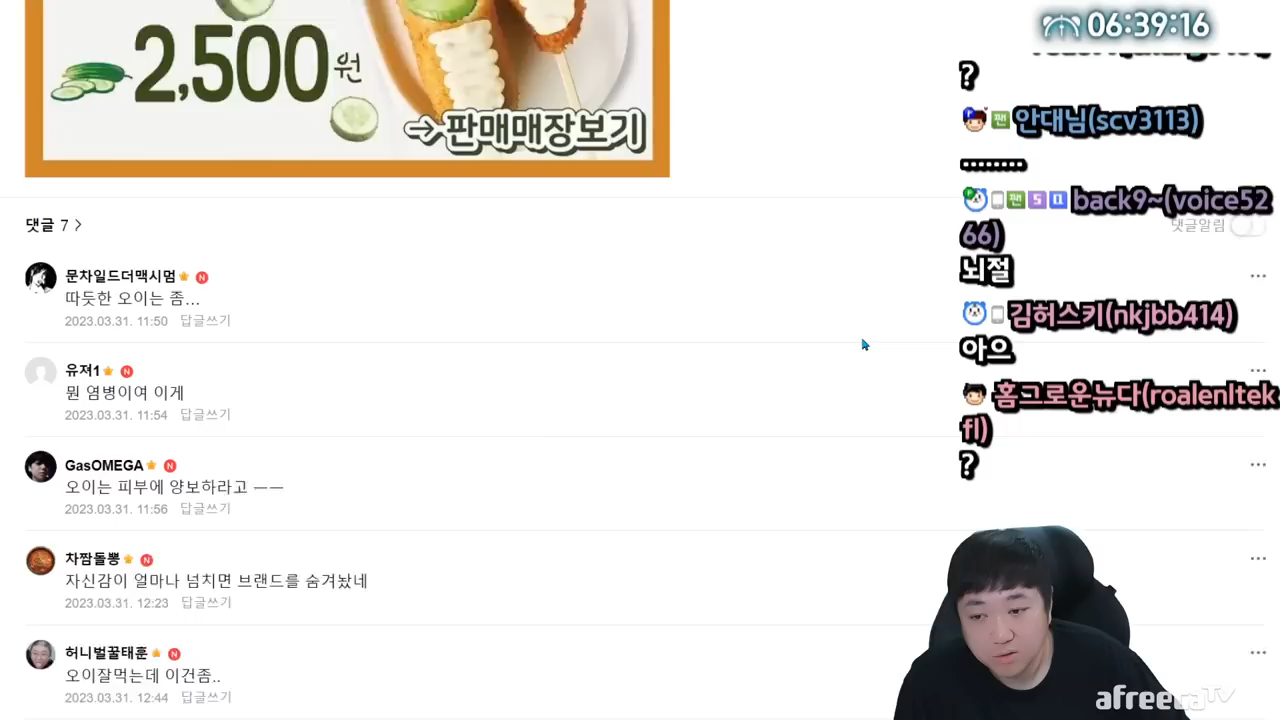 2,500원
→판매매장보기
06:39:16
?
안대님(scv3113)
.........
back9~(voice52
66)
뇌절
김허스키(nkjbb414)
아으
홈그로운뉴다(roalenltek
fl)
?
댓글 7 >
댓글알림
문차일드더맥시멈
따듯한 오이는 좀...
2023.03.31. 11:50 답글쓰기
유져1
뭔 염병이여 이게
2023.03.31. 11:54 답글쓰기
GasOMEGA
오이는 피부에 양보하라고 ㅡㅡ
2023.03.31. 11:56 답글쓰기
차짬돌뽕
자신감이 얼마나 넘치면 브랜드를 숨겨놨네
2023.03.31. 12:23 답글쓰기
허니벌꿀태훈
오이잘먹는데 이건좀..
2023.03.31. 12:44 답글쓰기
afreecaTV